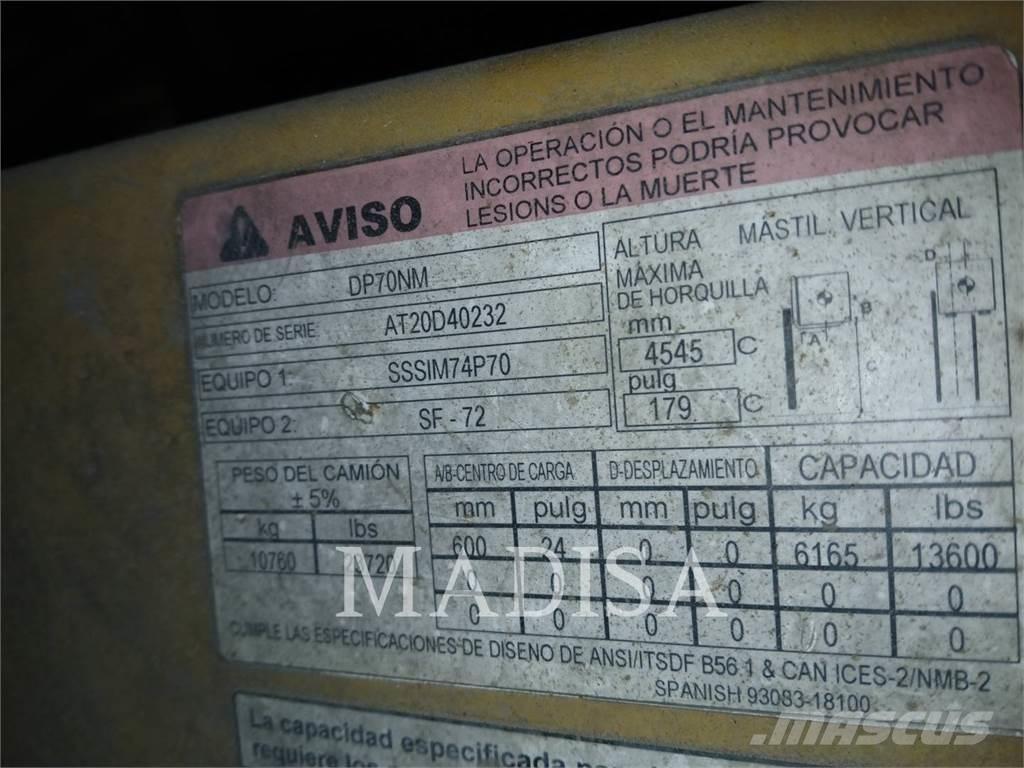 AVISO
LA OPERACIÓN O EL MANTENIMIENTO
INCORRECTOS PODRÍA PROVOCAR
LESIONS O LA MUERTE
MODELO: DP70NM
NUMERO DE SERIE: AT20D40232
EQUIPO 1: SSSIM74P70
EQUIPO 2: SF - 72
ALTURA MÁXIMA DE HORQUILLA
MÁSTIL: VERTICAL
mm
4545 C
pulg
179 C
A
B
C
D
PESO DEL CAMIÓN
± 5%
kg lbs
10760
A/B-CENTRO DE CARGA D-DESPLAZAMIENTO CAPACIDAD
mm pulg mm pulg kg lbs
600 24 0 0 6165 13600
0 0 0 0 0 0
0 0 0 0 0 0
CUMPLE LAS ESPECIFICACIONES DE DISENO DE ANSI/ITSDF B56.1 & CAN ICES-2/NMB-2
SPANISH 93083-18100
La capacidad especificada
requiere los
MADISA
MASCUS